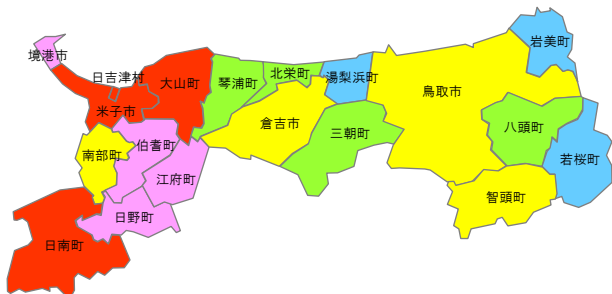 境港市
日吉津村
米子市
大山町
琴浦町
北栄町
湯梨浜町
岩美町
鳥取市
倉吉市
三朝町
八頭町
若桜町
智頭町
南部町
伯耆町
江府町
日野町
日南町